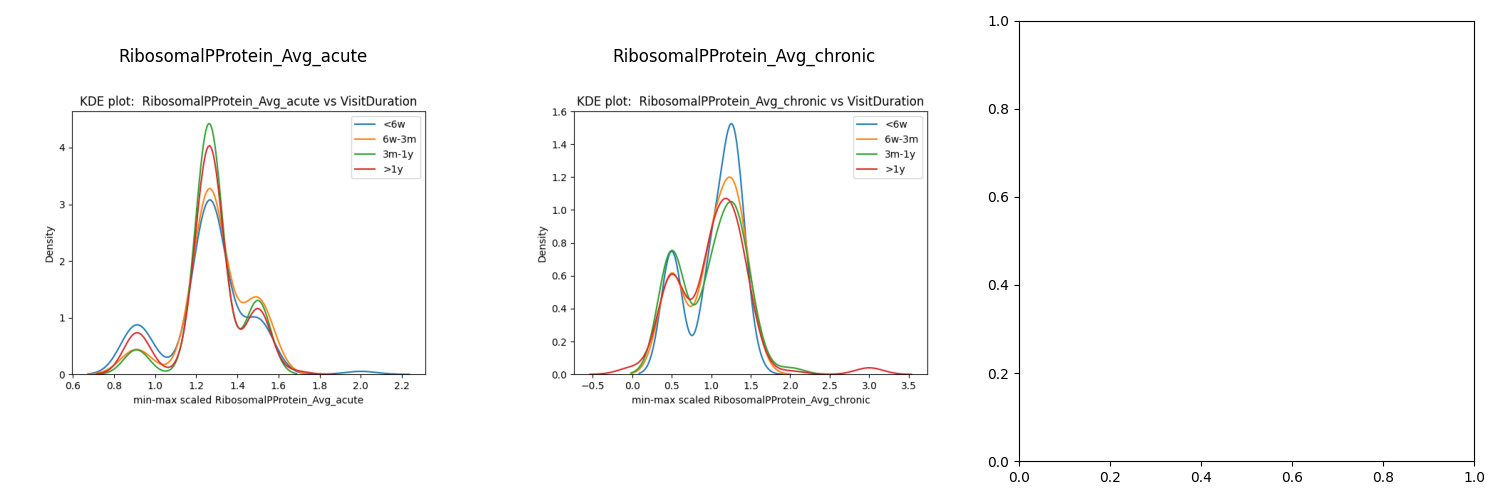 RibosomalPProtein_Avg_acute
KDE plot:  RibosomalPProtein_Avg_acute vs VisitDuration
<6w
6w-3m
3m-1y
>1y
4
3
2
1
0
Density
0.6 0.8 1.0 1.2 1.4 1.6 1.8 2.0 2.2
min-max scaled RibosomalPProtein_Avg_acute
RibosomalPProtein_Avg_chronic
KDE plot:  RibosomalPProtein_Avg_chronic vs VisitDuration
<6w
6w-3m
3m-1y
>1y
1.6
1.4
1.2
1.0
0.8
0.6
0.4
0.2
0.0
Density
−0.5 0.0 0.5 1.0 1.5 2.0 2.5 3.0 3.5
min-max scaled RibosomalPProtein_Avg_chronic
1.0
0.8
0.6
0.4
0.2
0.0
0.0 0.2 0.4 0.6 0.8 1.0